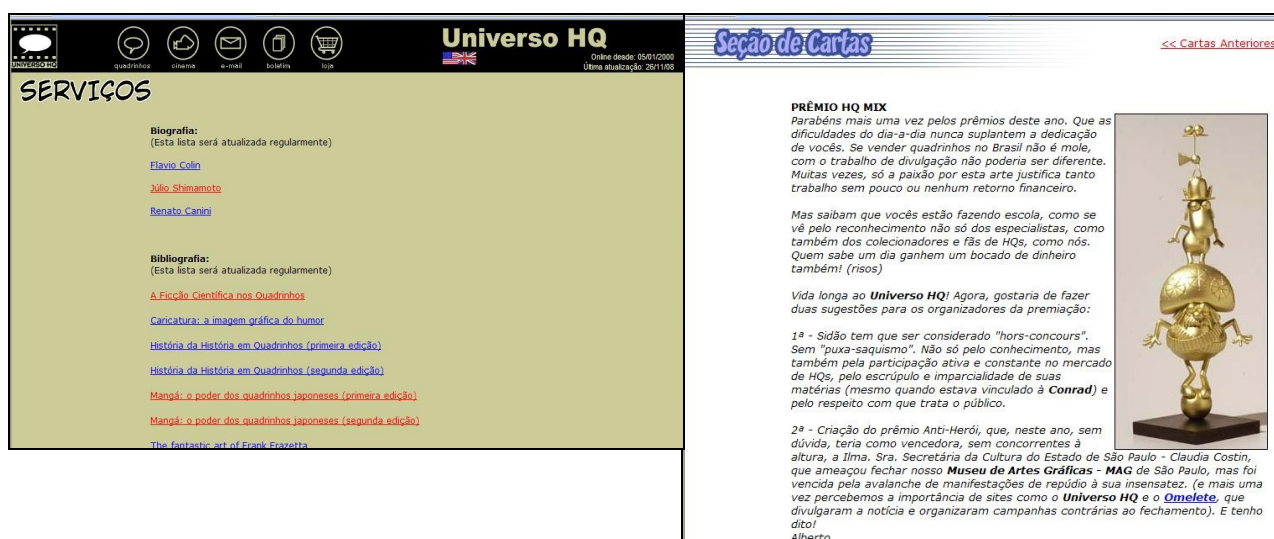 UNIVERSO HQ
quadrinhos
cinema
e-mail
boletim
loja
Universo HQ
Online desde: 05/01/2000
Última atualização: 26/11/08
SERVIÇOS
Biografia:
(Esta lista será atualizada regularmente)
Flavio Colin
Júlio Shimamoto
Renato Canini
Bibliografia:
(Esta lista será atualizada regularmente)
A Ficção Científica nos Quadrinhos
Caricatura: a imagem gráfica do humor
História da História em Quadrinhos (primeira edição)
História da História em Quadrinhos (segunda edição)
Mangá: o poder dos quadrinhos japoneses (primeira edição)
Mangá: o poder dos quadrinhos japoneses (segunda edição)
The fantastic art of Frank Frazetta
Seção de Cartas
<< Cartas Anteriores
PRÊMIO HQ MIX
Parabéns mais uma vez pelos prêmios deste ano. Que as
dificuldades do dia-a-dia nunca suplantem a dedicação
de vocês. Se vender quadrinhos no Brasil não é mole,
com o trabalho de divulgação não poderia ser diferente.
Muitas vezes, só a paixão por esta arte justifica tanto
trabalho sem pouco ou nenhum retorno financeiro.
Mas saibam que vocês estão fazendo escola, como se
vê pelo reconhecimento não só dos especialistas, como
também dos colecionadores e fãs de HQs, como nós.
Quem sabe um dia ganhem um bocado de dinheiro
também! (risos)
Vida longa ao Universo HQ! Agora, gostaria de fazer
duas sugestões para os organizadores da premiação:
1ª - Sidão tem que ser considerado "hors-concours".
Sem "puxa-saquismo". Não só pelo conhecimento, mas
também pela participação ativa e constante no mercado
de HQs, pelo escrúpulo e imparcialidade de suas
matérias (mesmo quando estava vinculado à Conrad) e
pelo respeito com que trata o público.
2ª - Criação do prêmio Anti-Herói, que, neste ano, sem
dúvida, teria como vencedora, sem concorrentes à
altura, a Ilma. Sra. Secretária da Cultura do Estado de São Paulo - Claudia Costin,
que ameaçou fechar nosso Museu de Artes Gráficas - MAG de São Paulo, mas foi
vencida pela avalanche de manifestações de repúdio à sua insensatez. (e mais uma
vez percebemos a importância de sites como o Universo HQ e o Omelete, que
divulgaram a notícia e organizaram campanhas contrárias ao fechamento). E tenho
dito!
Alberto